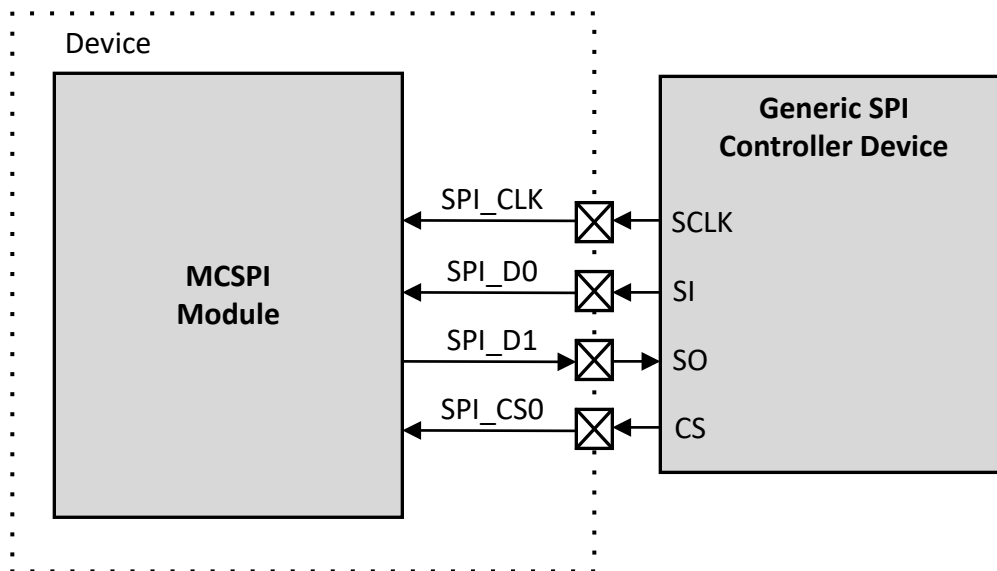 Device
Generic SPI
Controller Device
SPI_CLK
SCLK
MCSPI
Module
SPI_D0
SI
SPI_D1
SO
SPI_CS0
CS